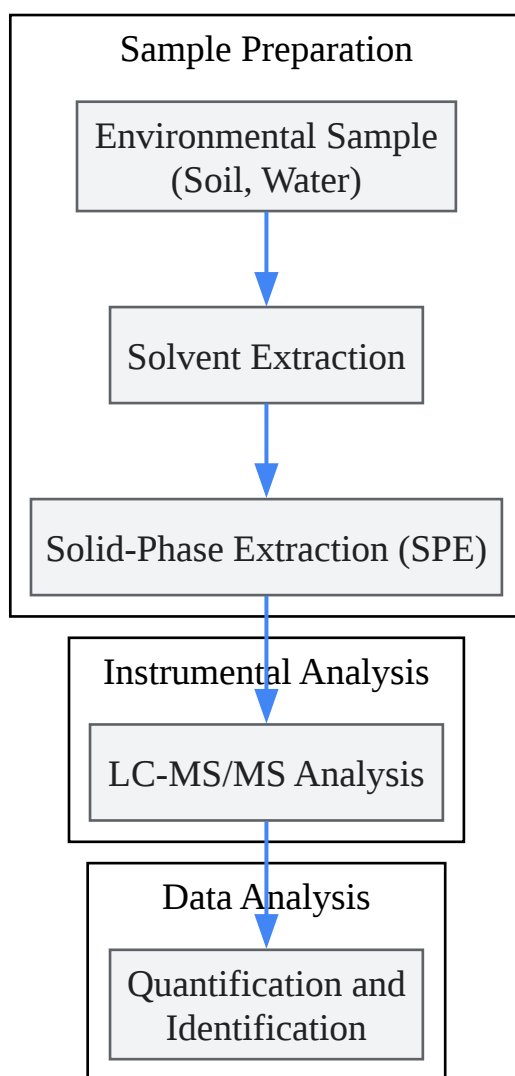 Sample Preparation
Environmental Sample
(Soil, Water)
Solvent Extraction
Solid-Phase Extraction (SPE)
Instrumental Analysis
LC-MS/MS Analysis
Data Analysis
Quantification and
Identification